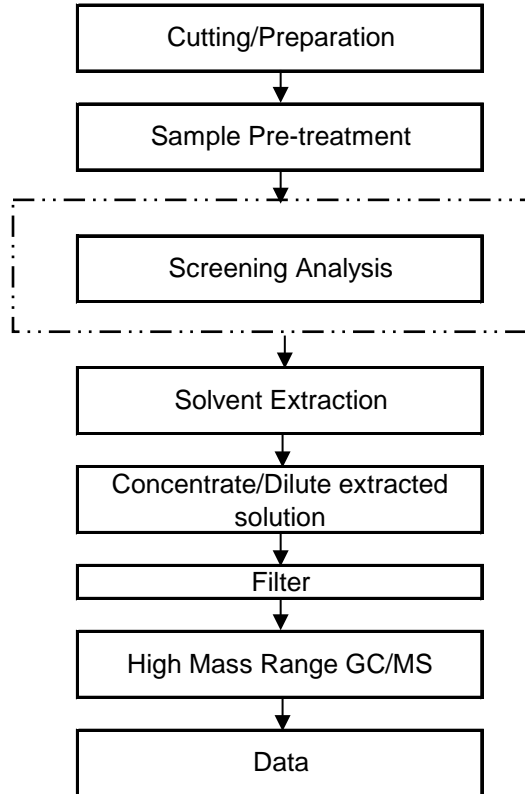 Cutting/Preparation
Sample Pre-treatment
Screening Analysis
Solvent Extraction
Concentrate/Dilute extracted
solution
Filter
High Mass Range GC/MS
Data